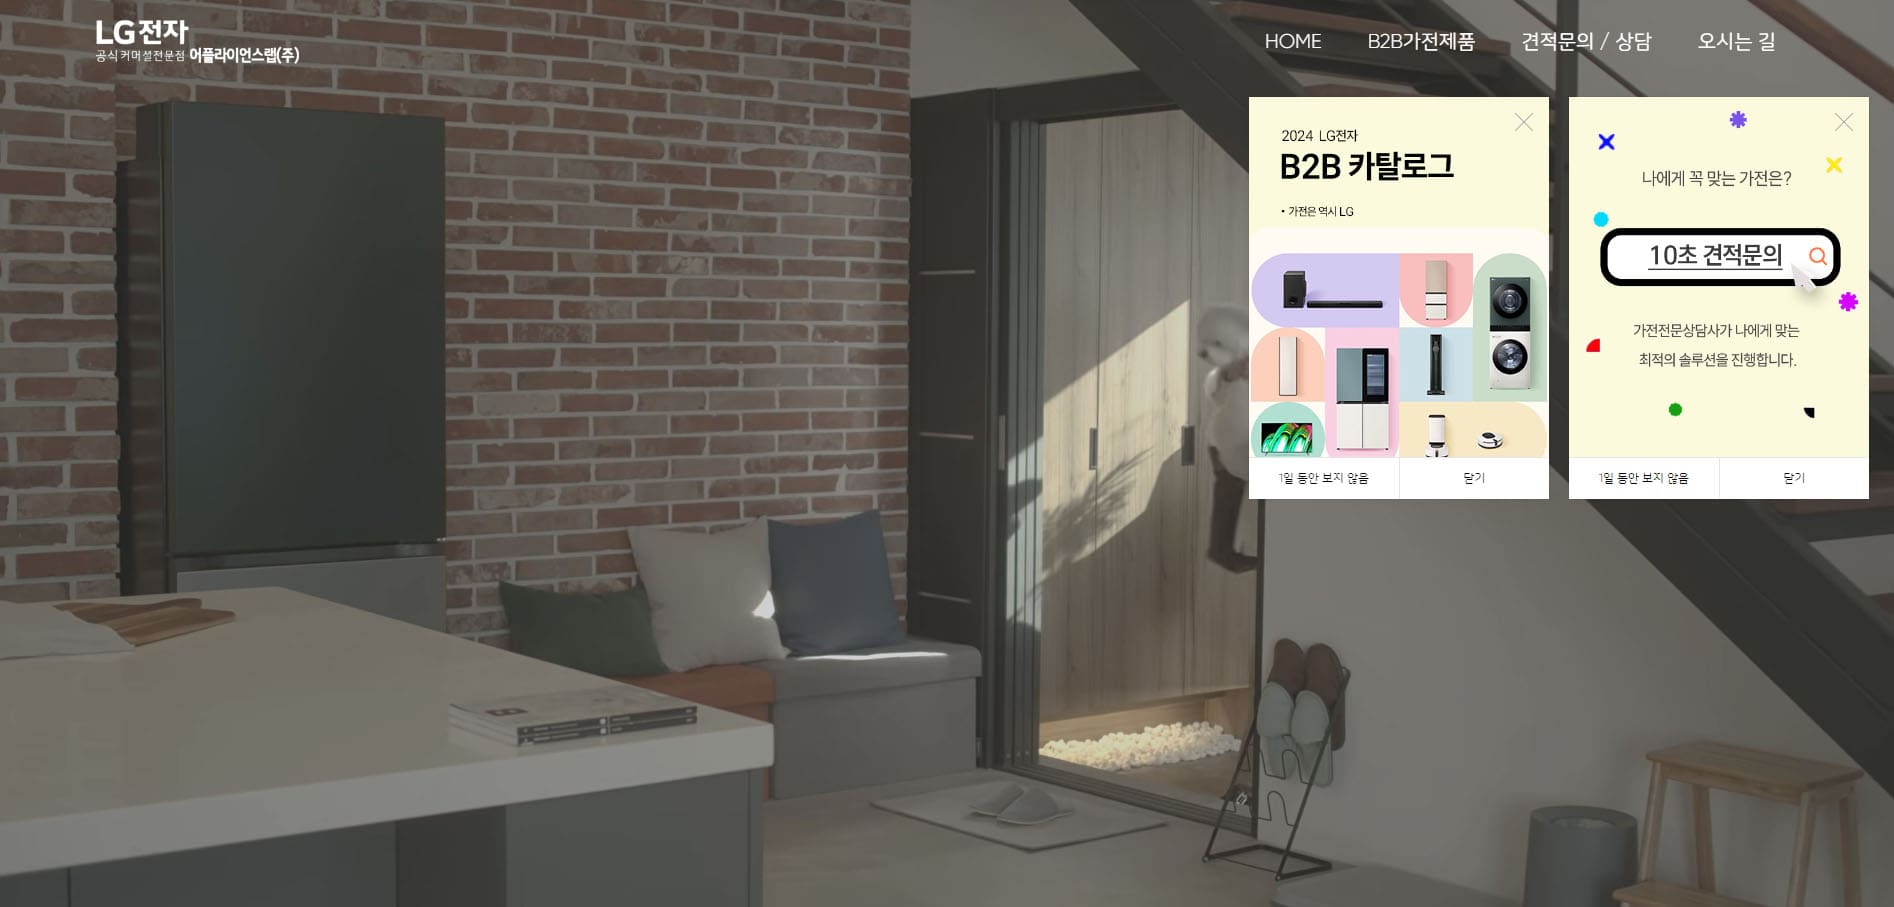 LG전자
공식 커머셜전문점 어플라이언스랩(주)
HOME
B2B가전제품
견적문의 / 상담
오시는 길
2024 LG전자
B2B 카탈로그
• 가전은 역시 LG
1일 동안 보지 않음
닫기
나에게 꼭 맞는 가전은?
10초 견적문의
가전전문상담사가 나에게 맞는
최적의 솔루션을 진행합니다.
1일 동안 보지 않음
닫기